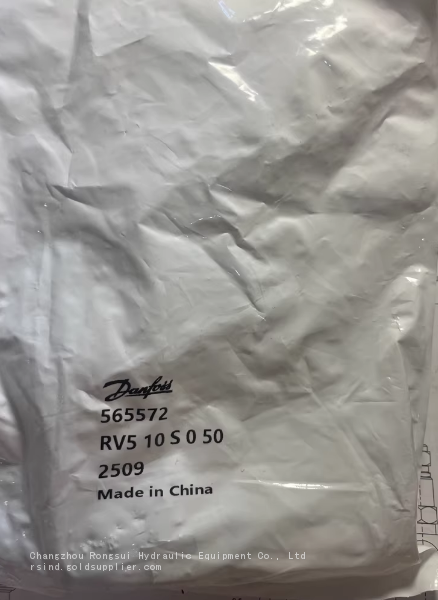 Danfoss
565572
RV5 10 S 0 50
2509
Made in China
Changzhou Rongsui Hydraulic Equipment Co., Ltd
rsind.goldsupplier.com